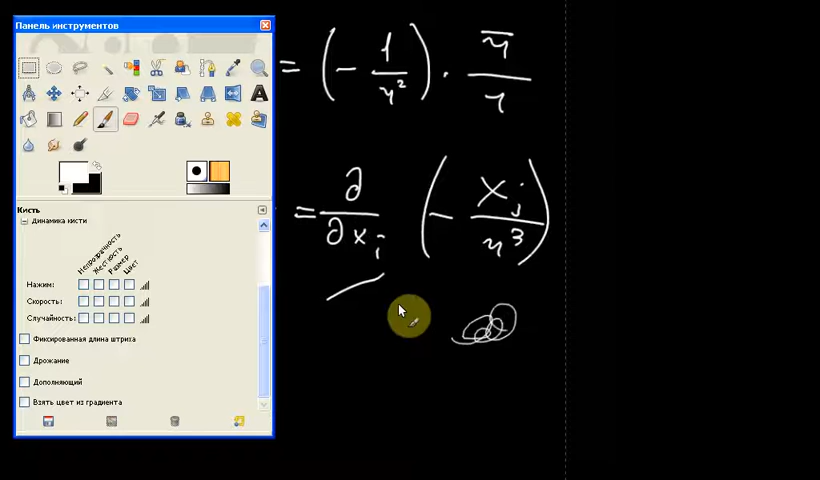 Панель инструментов
Кисть
Динамика кисти
Непрозрачность
Жесткость
Размер
Цвет
Нажим:
Скорость:
Случайность:
Фиксированная длина штриха
Дрожание
Дополняющий
Взять цвет из градиента
= (- 1/r²) · r̅/r
= ∂/∂xᵢ (- xⱼ/r³)